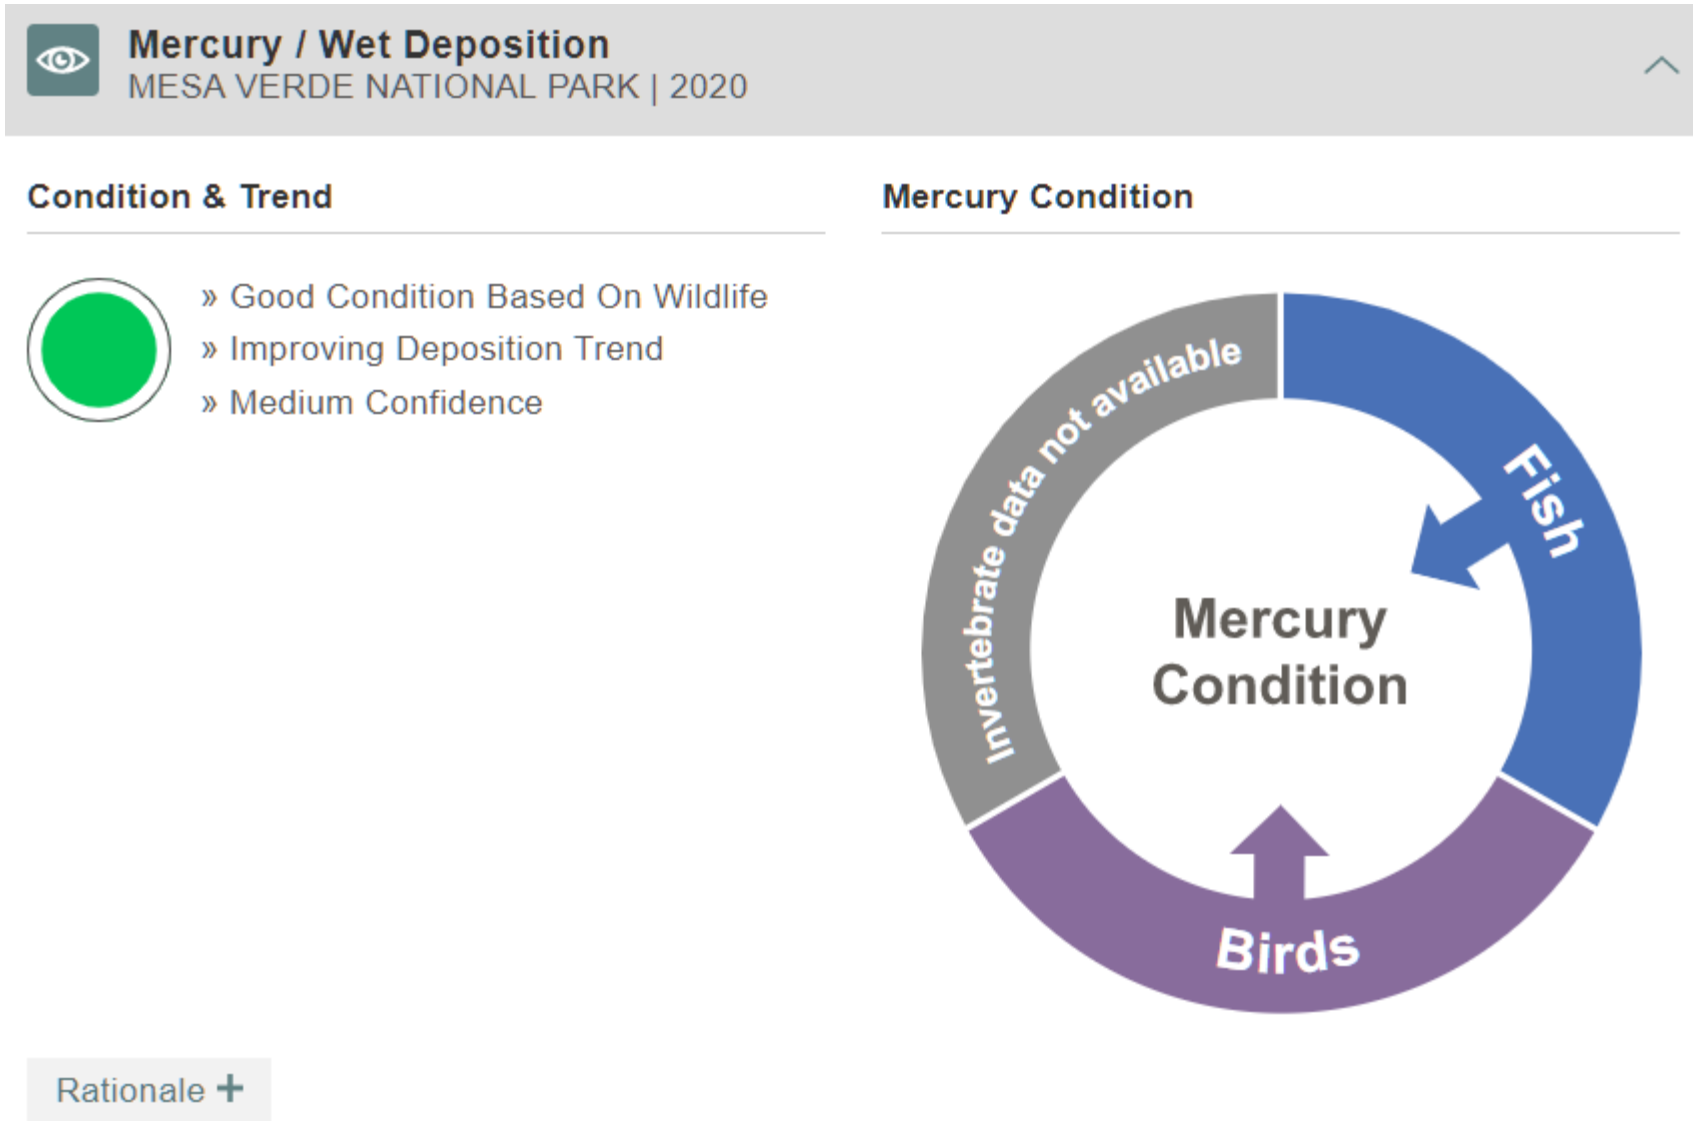 Mercury / Wet Deposition
MESA VERDE NATIONAL PARK | 2020
Condition & Trend
» Good Condition Based On Wildlife
» Improving Deposition Trend
» Medium Confidence
Mercury Condition
Invertebrate data not available
Fish
Mercury
Condition
Birds
Rationale +